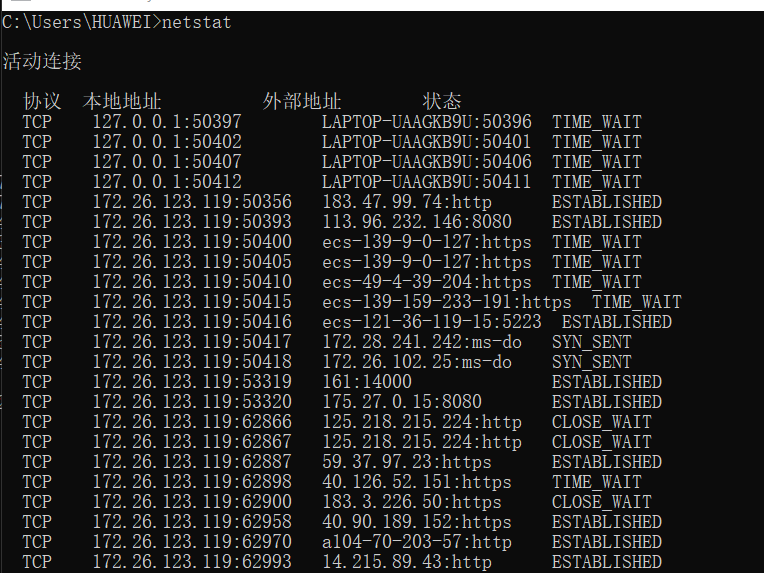 C:\Users\HUAWEI>netstat
活动连接
协议 本地地址 外部地址 状态
TCP 127.0.0.1:50397 LAPTOP-UAAGKB9U:50396 TIME_WAIT
TCP 127.0.0.1:50402 LAPTOP-UAAGKB9U:50401 TIME_WAIT
TCP 127.0.0.1:50407 LAPTOP-UAAGKB9U:50406 TIME_WAIT
TCP 127.0.0.1:50412 LAPTOP-UAAGKB9U:50411 TIME_WAIT
TCP 172.26.123.119:50356 183.47.99.74:http ESTABLISHED
TCP 172.26.123.119:50393 113.96.232.146:8080 ESTABLISHED
TCP 172.26.123.119:50400 ecs-139-9-0-127:https TIME_WAIT
TCP 172.26.123.119:50405 ecs-139-9-0-127:https TIME_WAIT
TCP 172.26.123.119:50410 ecs-49-4-39-204:https TIME_WAIT
TCP 172.26.123.119:50415 ecs-139-159-233-191:https TIME_WAIT
TCP 172.26.123.119:50416 ecs-121-36-119-15:5223 ESTABLISHED
TCP 172.26.123.119:50417 172.28.241.242:ms-do SYN_SENT
TCP 172.26.123.119:50418 172.26.102.25:ms-do SYN_SENT
TCP 172.26.123.119:53319 161:14000 ESTABLISHED
TCP 172.26.123.119:53320 175.27.0.15:8080 ESTABLISHED
TCP 172.26.123.119:62866 125.218.215.224:http CLOSE_WAIT
TCP 172.26.123.119:62867 125.218.215.224:http CLOSE_WAIT
TCP 172.26.123.119:62887 59.37.97.23:https ESTABLISHED
TCP 172.26.123.119:62898 40.126.52.151:https TIME_WAIT
TCP 172.26.123.119:62900 183.3.226.50:https CLOSE_WAIT
TCP 172.26.123.119:62958 40.90.189.152:https ESTABLISHED
TCP 172.26.123.119:62970 a104-70-203-57:http ESTABLISHED
TCP 172.26.123.119:62993 14.215.89.43:http ESTABLISHED